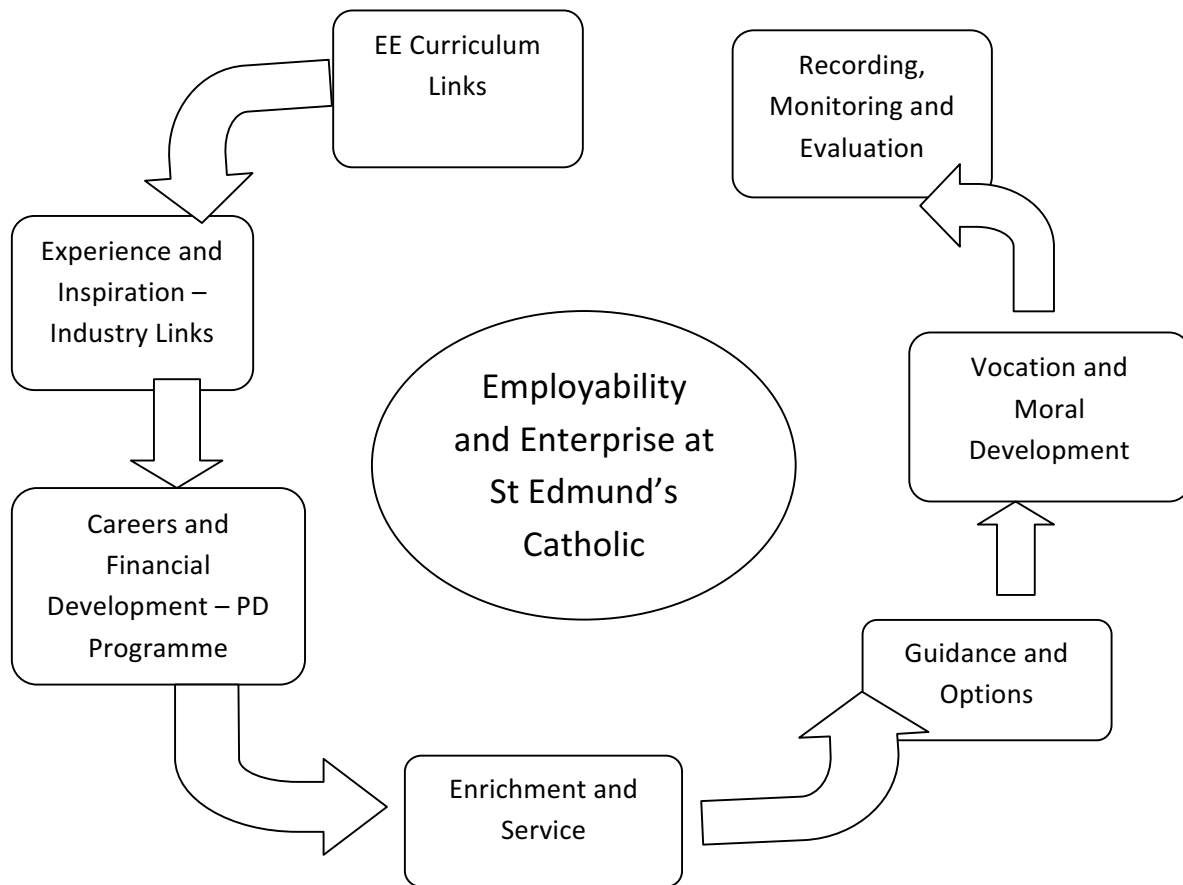 EE Curriculum
Links
Experience and
Inspiration –
Industry Links
Careers and
Financial
Development – PD
Programme
Enrichment and
Service
Guidance and
Options
Vocation and
Moral
Development
Recording,
Monitoring and
Evaluation
Employability
and Enterprise at
St Edmund’s
Catholic